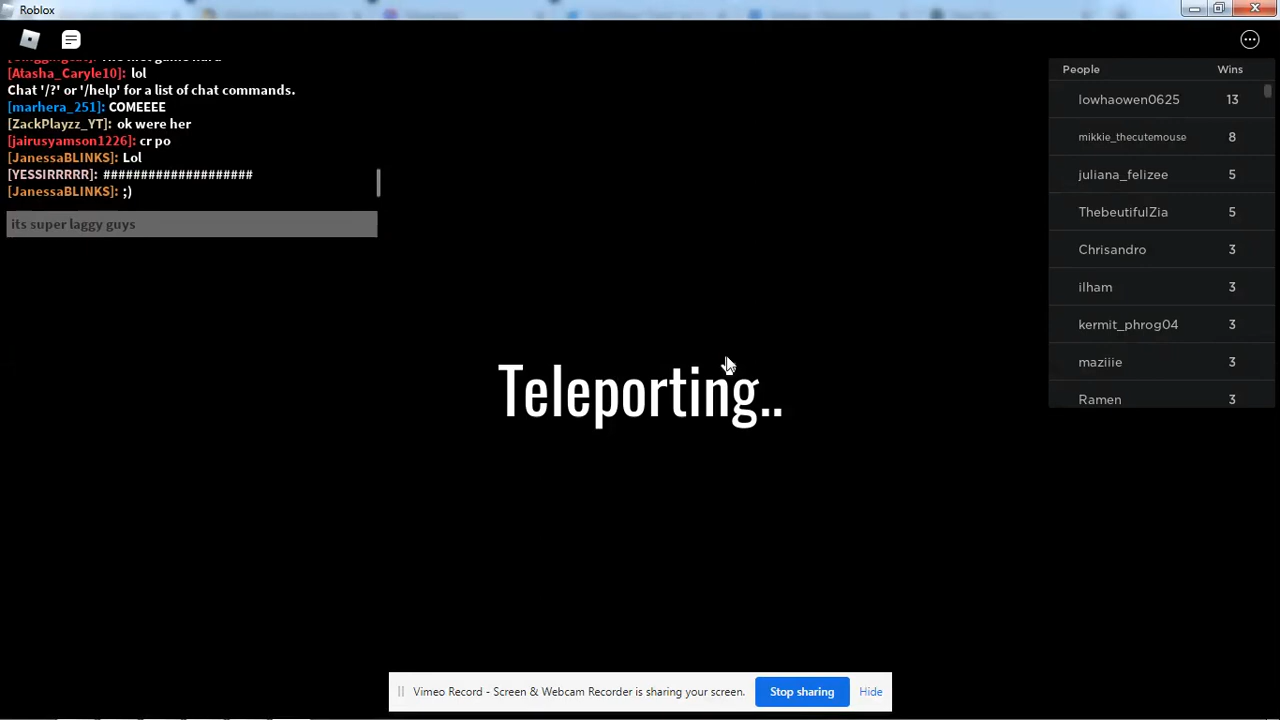 Roblox
[Atasha_Caryle10]: lol
Chat '/?' or '/help' for a list of chat commands.
[marhera_251]: COMEEEE
[ZackPlayzz_YT]: ok were her
[jairusyamson1226]: cr po
[JanessaBLINKS]: Lol
[YESSIRRRRR]: ####################
[JanessaBLINKS]: ;)
its super laggy guys
People Wins
lowhaowen0625 13
mikkie_thecutemouse 8
juliana_felizee 5
ThebeutifulZia 5
Chrisandro 3
ilham 3
kermit_phrog04 3
maziiie 3
Ramen 3
Teleporting..
Vimeo Record - Screen & Webcam Recorder is sharing your screen.
Stop sharing
Hide